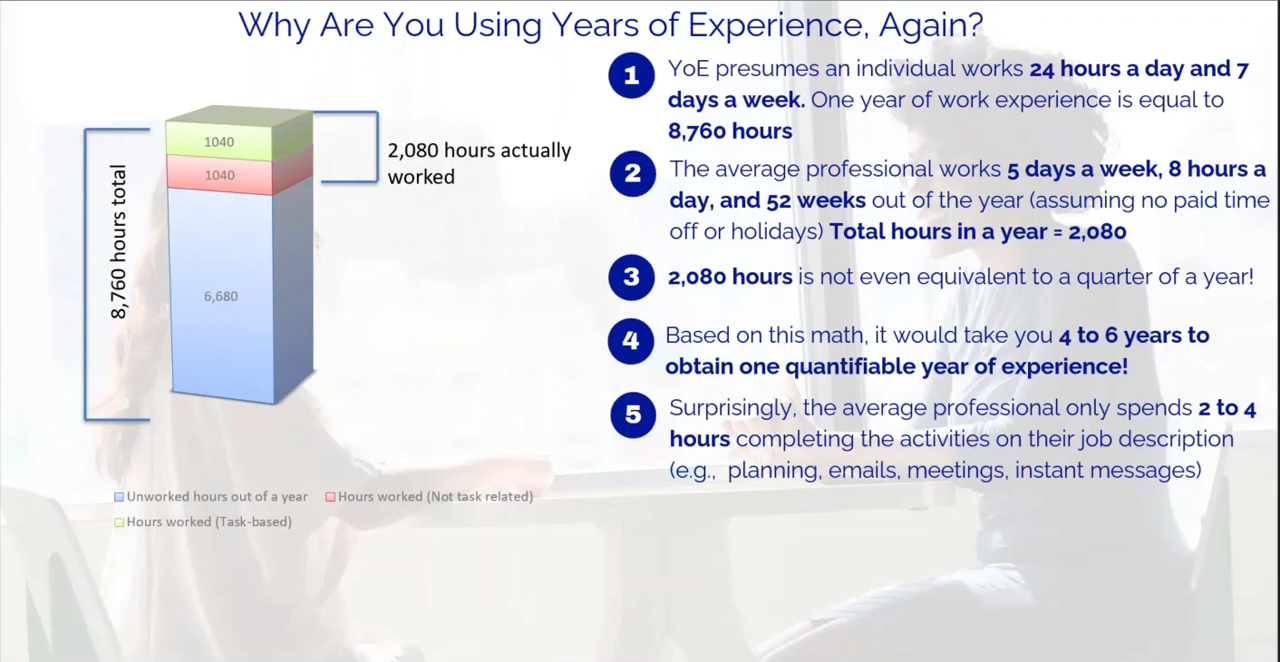 Why Are You Using Years of Experience, Again?
1
YoE presumes an individual works 24 hours a day and 7
days a week. One year of work experience is equal to
8,760 hours
2
The average professional works 5 days a week, 8 hours a
day, and 52 weeks out of the year (assuming no paid time
off or holidays) Total hours in a year = 2,080
3
2,080 hours is not even equivalent to a quarter of a year!
4
Based on this math, it would take you 4 to 6 years to
obtain one quantifiable year of experience!
5
Surprisingly, the average professional only spends 2 to 4
hours completing the activities on their job description
(e.g., planning, emails, meetings, instant messages)
8,760 hours total
1040
1040
6,680
2,080 hours actually
worked
Unworked hours out of a year
Hours worked (Not task related)
Hours worked (Task-based)